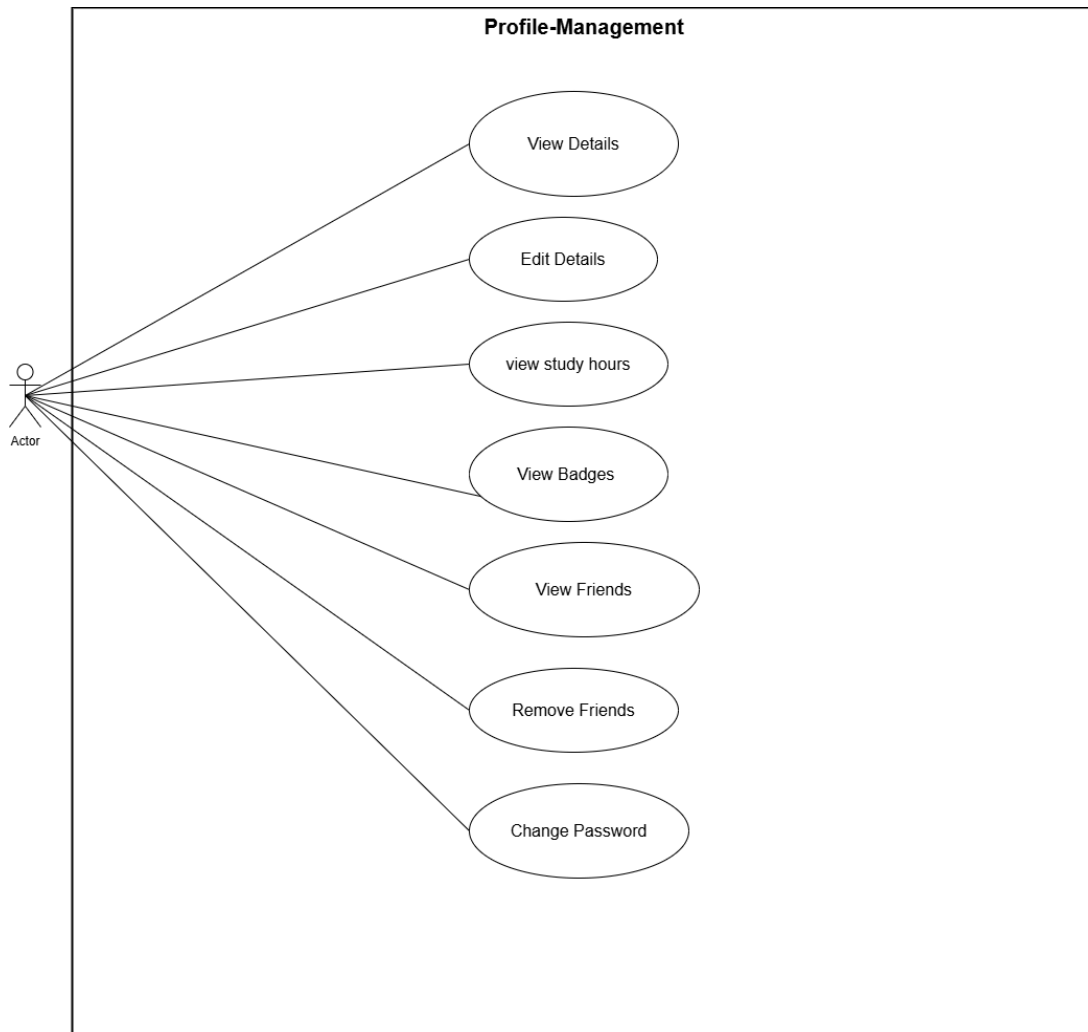 Profile-Management
View Details
Edit Details
view study hours
Actor
View Badges
View Friends
Remove Friends
Change Password